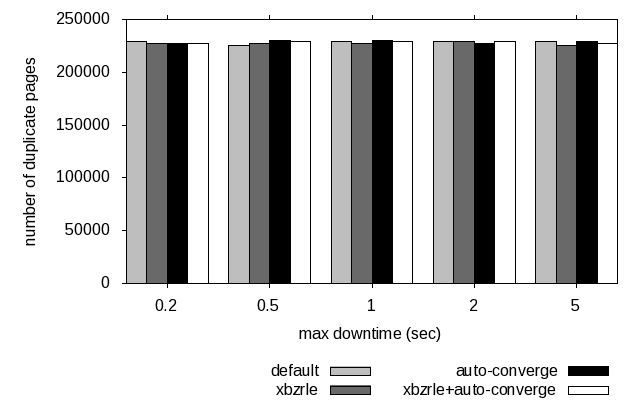 250000
200000
150000
100000
50000
0
number of duplicate pages
0.2 0.5 1 2 5
max downtime (sec)
default auto-converge
xbzrle xbzrle+auto-converge